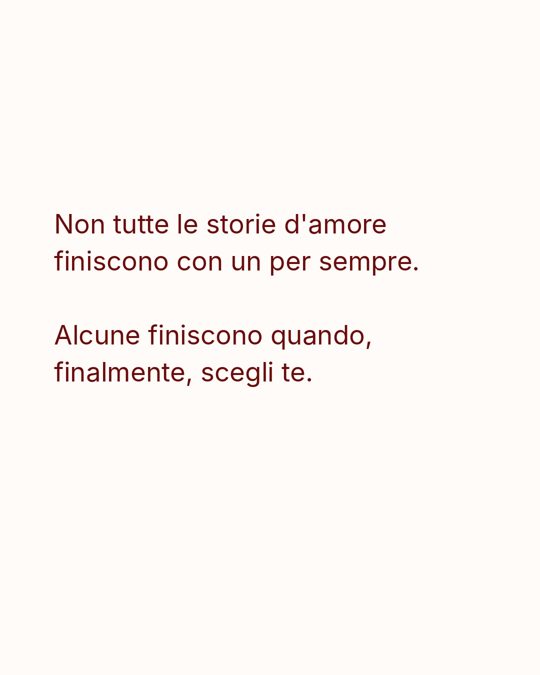 Non tutte le storie d'amore
finiscono con un per sempre.
Alcune finiscono quando,
finalmente, scegli te.